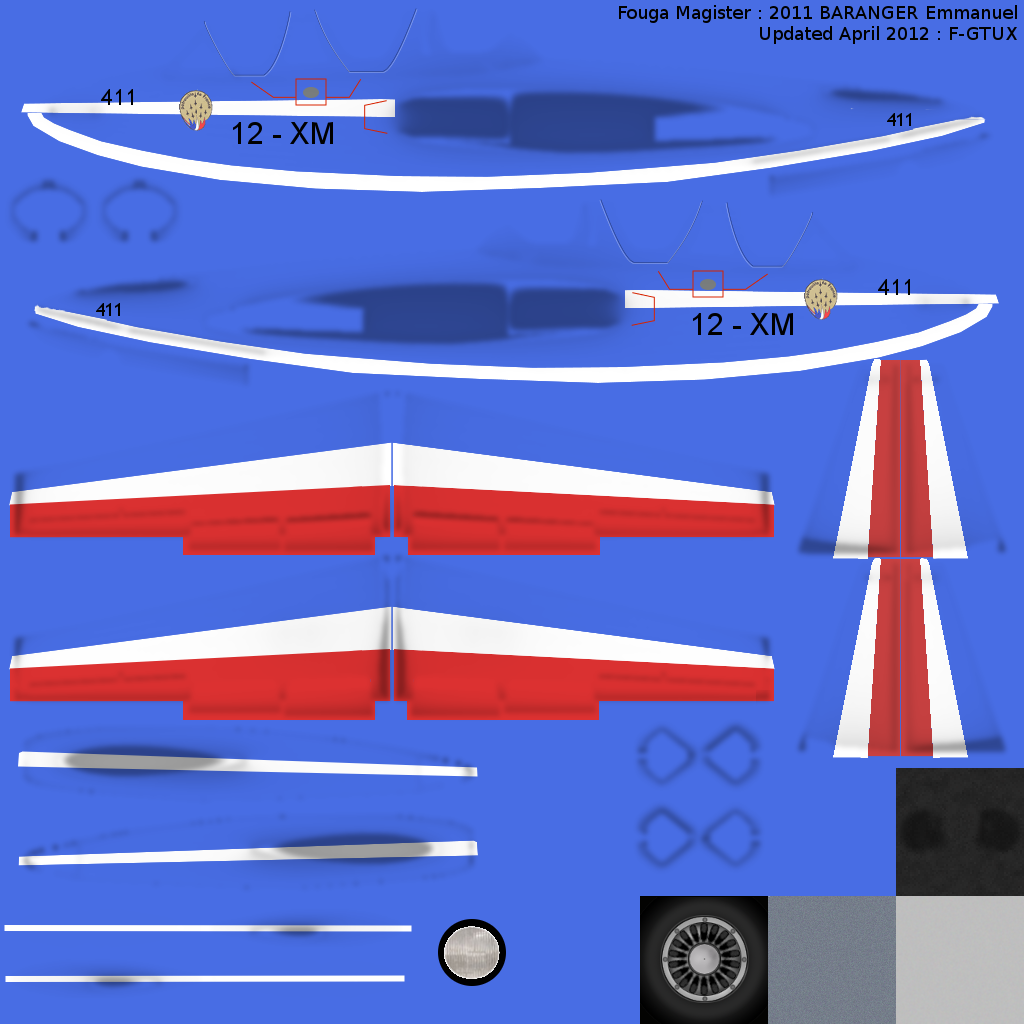 Fouga Magister : 2011 BARANGER Emmanuel
Updated April 2012 : F-GTUX
411
12 - XM
411
411
12 - XM
411